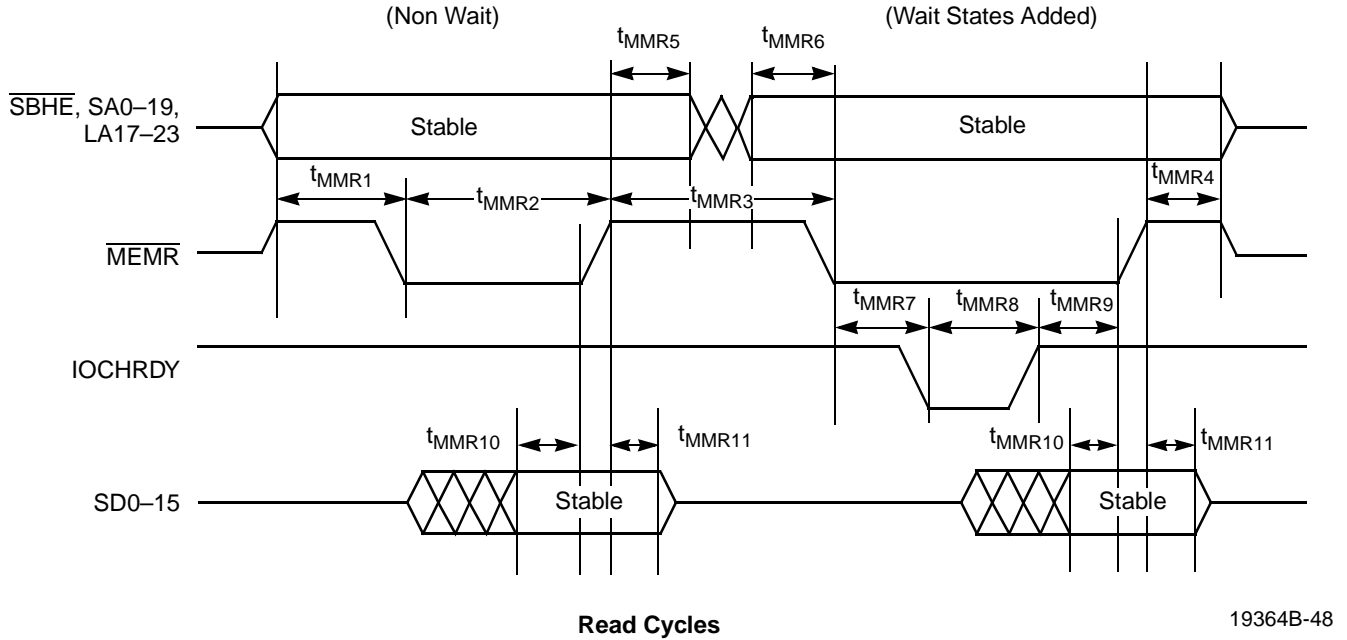 (Non Wait)
(Wait States Added)
tMMR5
tMMR6
SBHE, SA0–19,
LA17–23
Stable
Stable
tMMR1
tMMR2
tMMR3
tMMR4
MEMR
tMMR7
tMMR8
tMMR9
IOCHRDY
tMMR10
tMMR11
tMMR10
tMMR11
SD0–15
Stable
Stable
Read Cycles
19364B-48